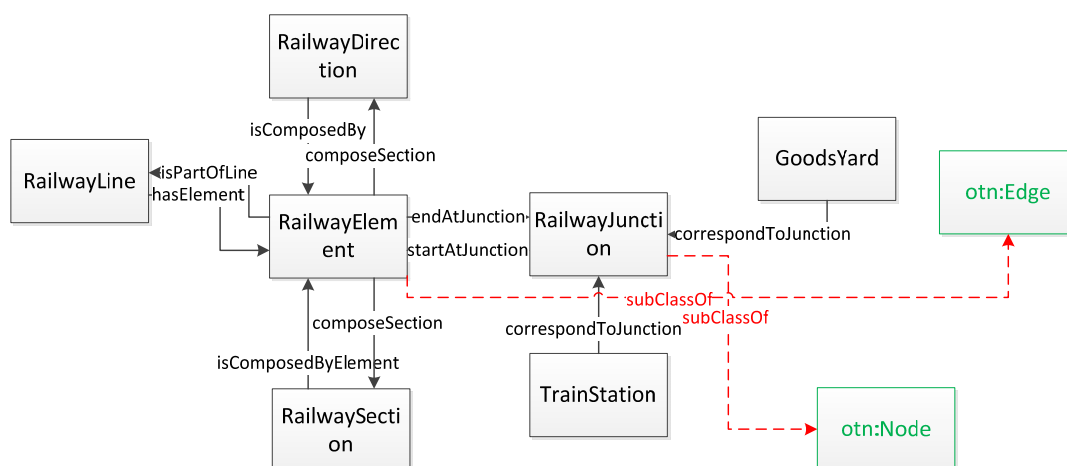 RailwayDirec
tion
isComposedBy
composeSection
GoodsYard
RailwayLine
isPartOfLine
hasElement
otn:Edge
RailwayElem
ent
endAtJunction
startAtJunction
RailwayJuncti
on
correspondToJunction
subClassOf
subClassOf
composeSection
correspondToJunction
isComposedByElement
TrainStation
RailwaySecti
on
otn:Node